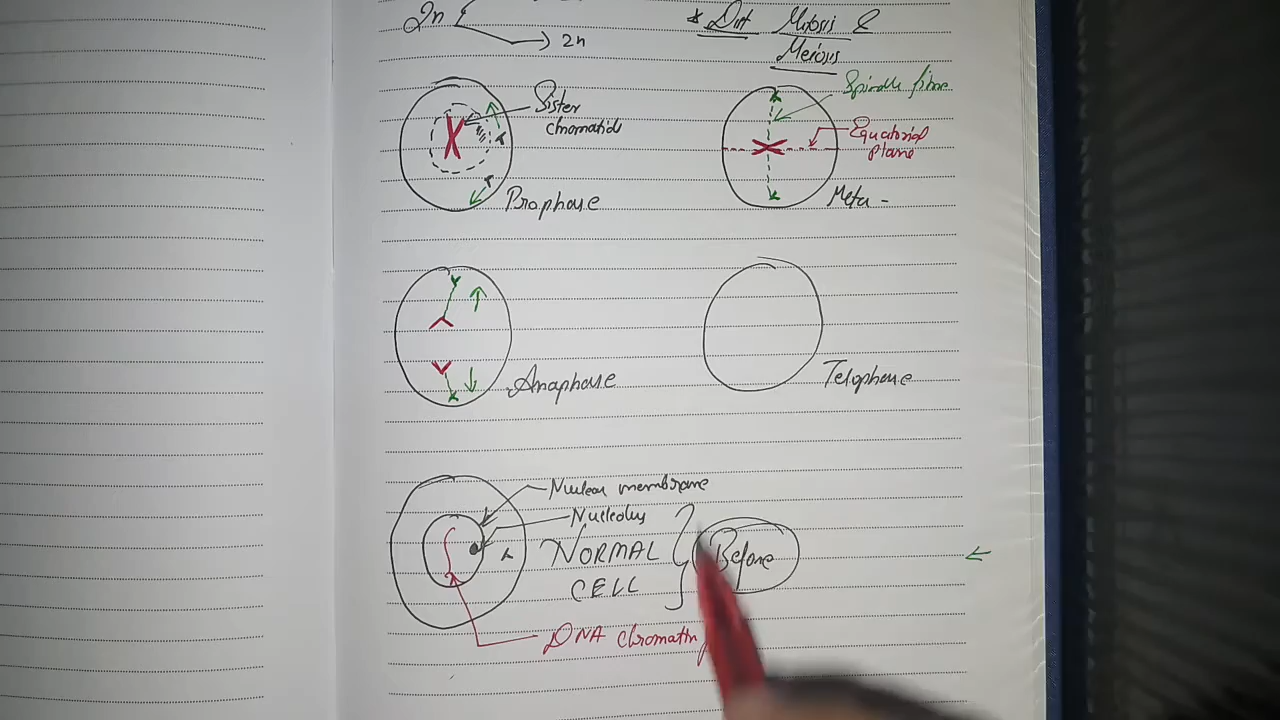 2n
2n
* Dif Mitosis &
Meiosis
Sister
chromatid
Prophase
Spindle fibre
Equatorial
plane
Meta -
Anaphase
Telophase
Nuclear membrane
Nucleolus
NORMAL
CELL
Before
DNA chromatin